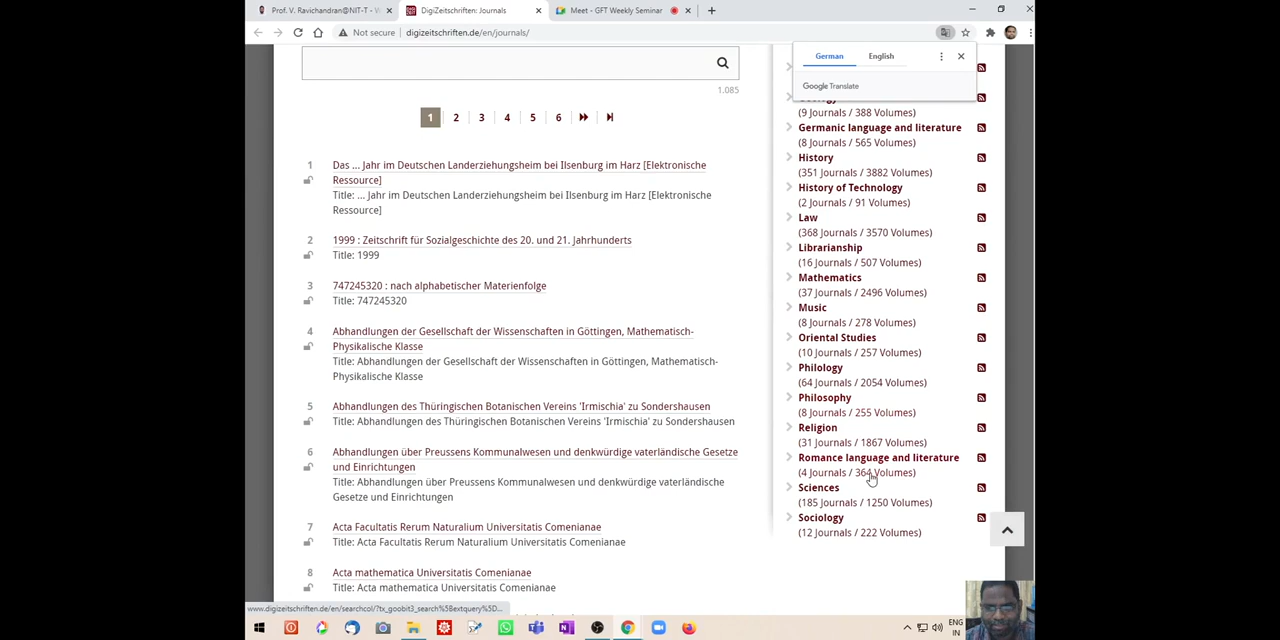 Prof. V. Ravichandran@NIT-T - V
DigiZeitschriften: Journals
Meet - GFT Weekly Seminar
Not secure
digizeitschriften.de/en/journals/
German
English
Google Translate
1.085
1 2 3 4 5 6
1
Das ... Jahr im Deutschen Landerziehungsheim bei Ilsenburg im Harz [Elektronische
Ressource]
Title: ... Jahr im Deutschen Landerziehungsheim bei Ilsenburg im Harz [Elektronische
Ressource]
2
1999 : Zeitschrift für Sozialgeschichte des 20. und 21. Jahrhunderts
Title: 1999
3
747245320 : nach alphabetischer Materienfolge
Title: 747245320
4
Abhandlungen der Gesellschaft der Wissenschaften in Göttingen, Mathematisch-
Physikalische Klasse
Title: Abhandlungen der Gesellschaft der Wissenschaften in Göttingen, Mathematisch-
Physikalische Klasse
5
Abhandlungen des Thüringischen Botanischen Vereins 'Irmischia' zu Sondershausen
Title: Abhandlungen des Thüringischen Botanischen Vereins 'Irmischia' zu Sondershausen
6
Abhandlungen über Preussens Kommunalwesen und denkwürdige vaterländische Gesetze
und Einrichtungen
Title: Abhandlungen über Preussens Kommunalwesen und denkwürdige vaterländische
Gesetze und Einrichtungen
7
Acta Facultatis Rerum Naturalium Universitatis Comenianae
Title: Acta Facultatis Rerum Naturalium Universitatis Comenianae
8
Acta mathematica Universitatis Comenianae
Title: Acta mathematica Universitatis Comenianae
(9 Journals / 388 Volumes)
Germanic language and literature
(8 Journals / 565 Volumes)
History
(351 Journals / 3882 Volumes)
History of Technology
(2 Journals / 91 Volumes)
Law
(368 Journals / 3570 Volumes)
Librarianship
(16 Journals / 507 Volumes)
Mathematics
(37 Journals / 2496 Volumes)
Music
(8 Journals / 278 Volumes)
Oriental Studies
(10 Journals / 257 Volumes)
Philology
(64 Journals / 2054 Volumes)
Philosophy
(8 Journals / 255 Volumes)
Religion
(31 Journals / 1867 Volumes)
Romance language and literature
(4 Journals / 364 Volumes)
Sciences
(185 Journals / 1250 Volumes)
Sociology
(12 Journals / 222 Volumes)
www.digizeitschriften.de/en/searchcol/?tx_goobit3_search%5Bextquery%5D...
ENG
IN